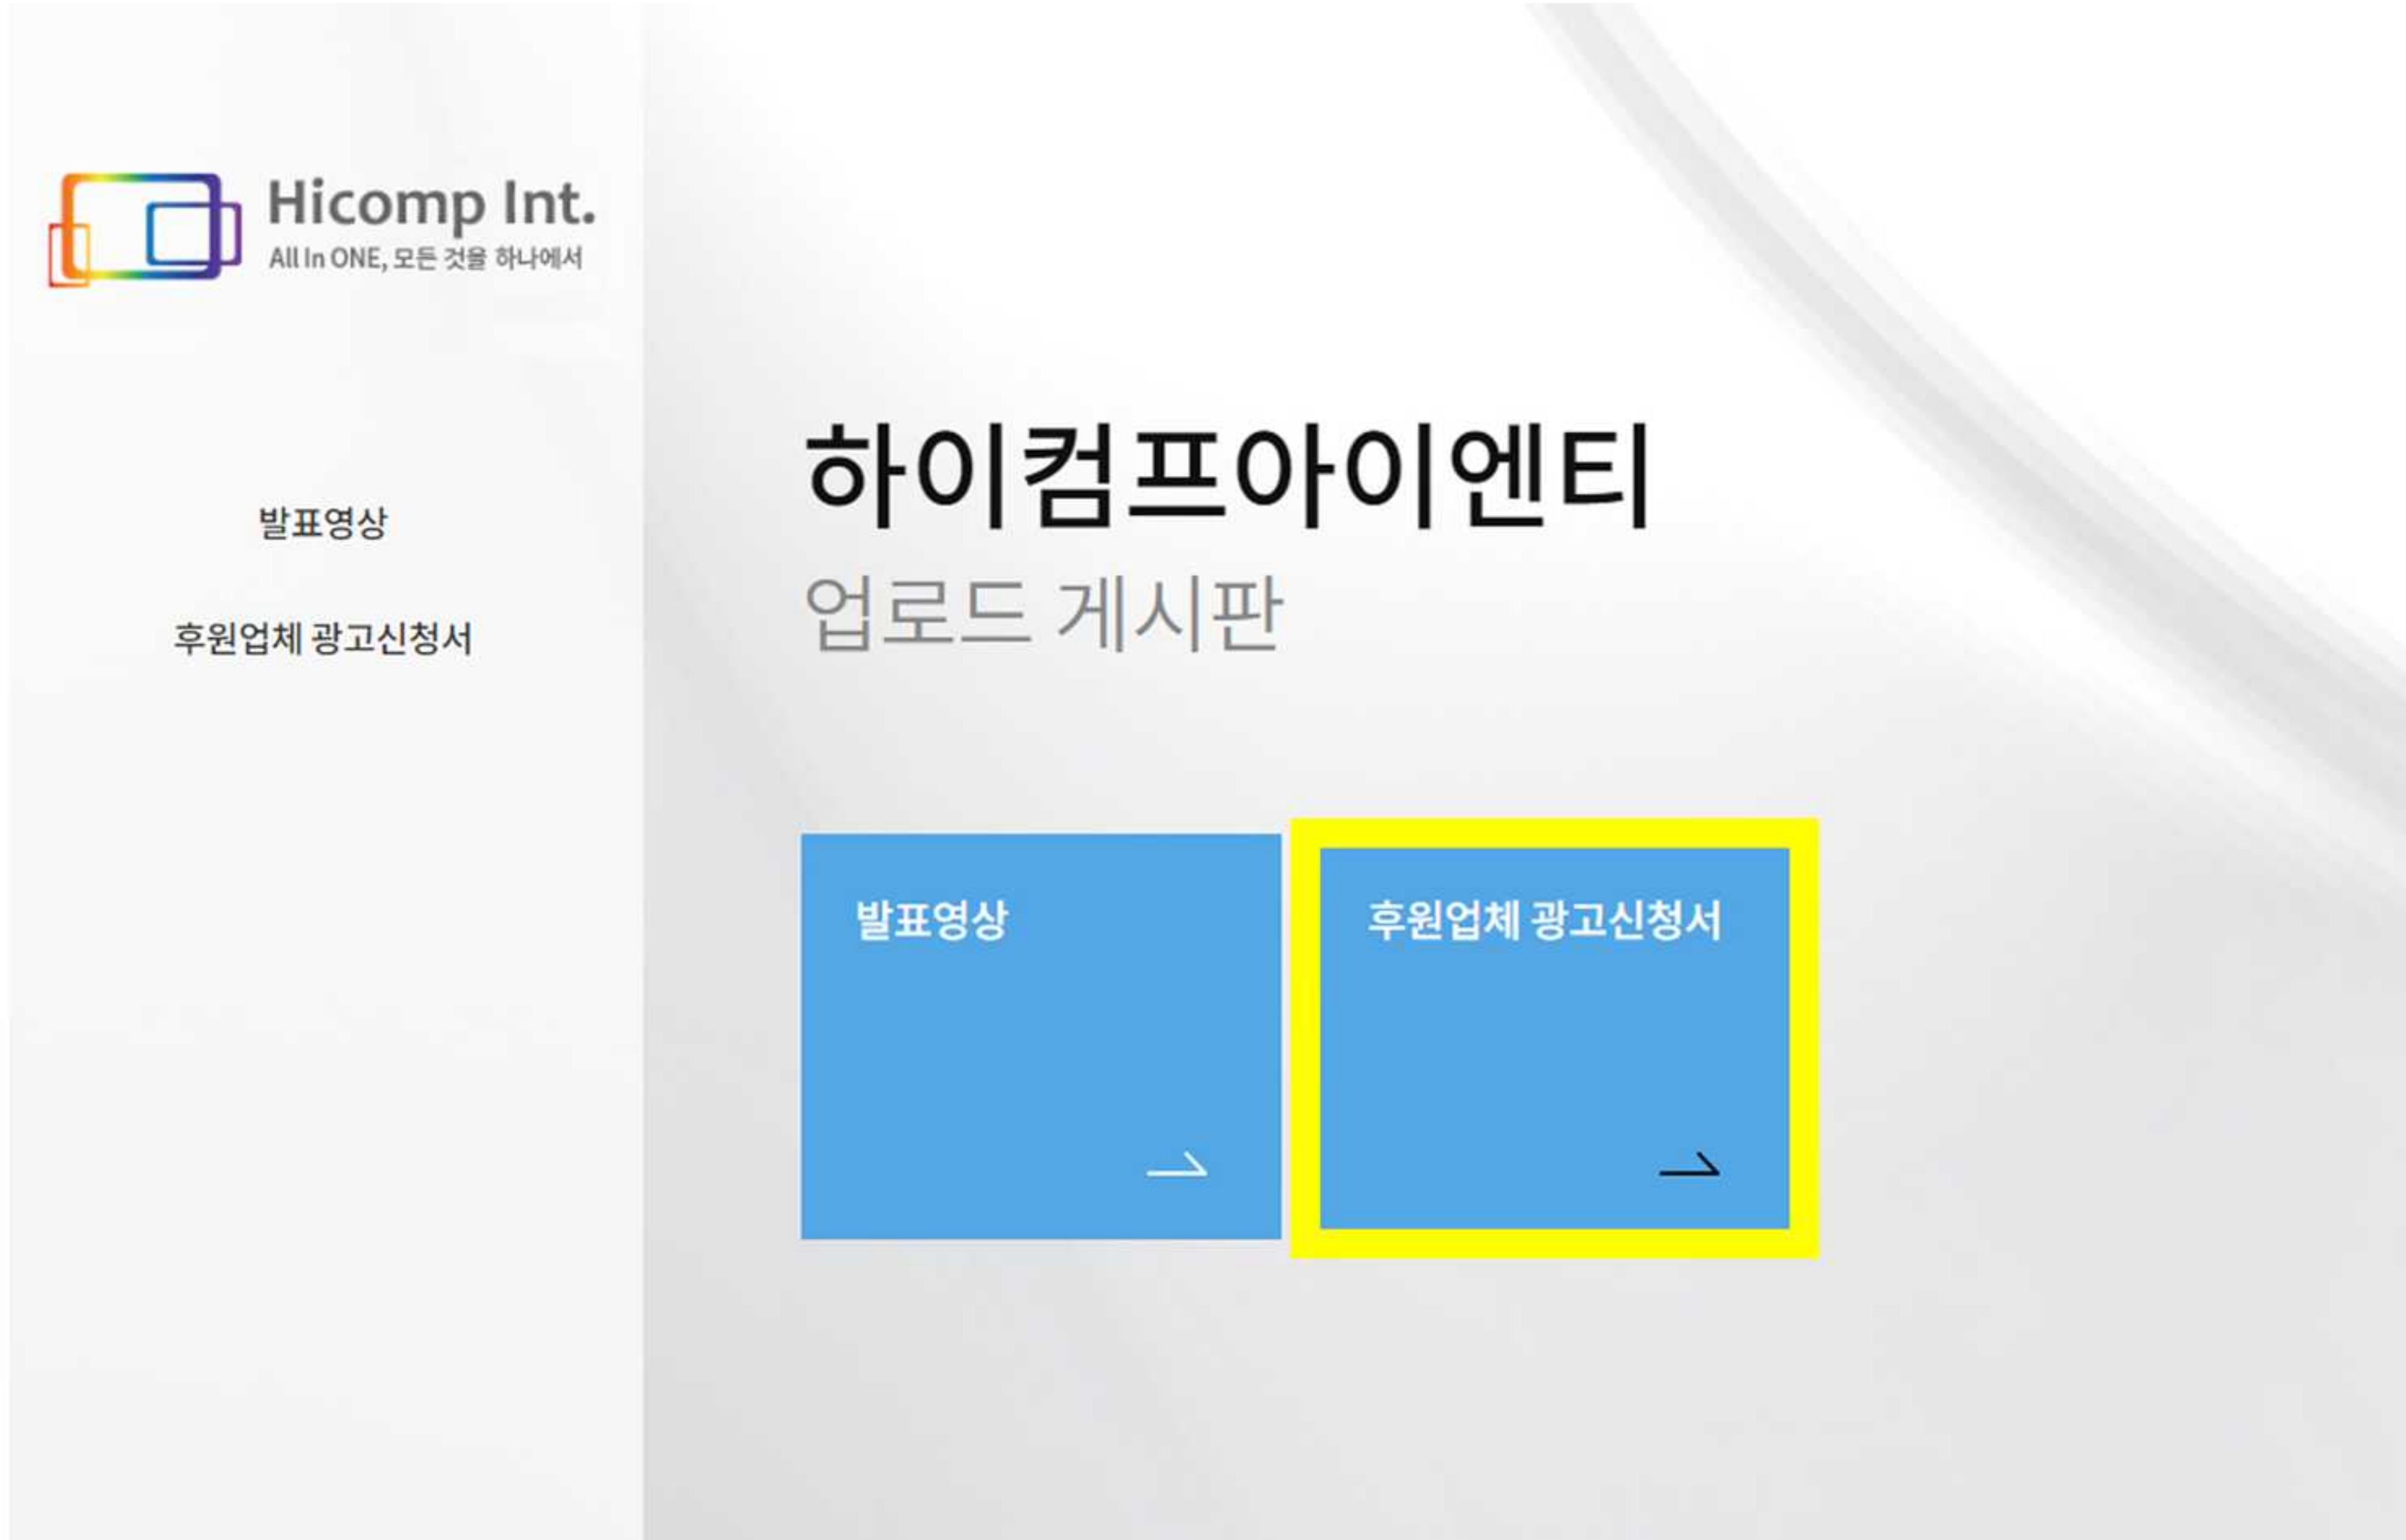 Hicomp Int.
All In ONE, 모든 것을 하나에서
발표영상
후원업체 광고신청서
하이컴프아이엔티
업로드 게시판
발표영상
후원업체 광고신청서